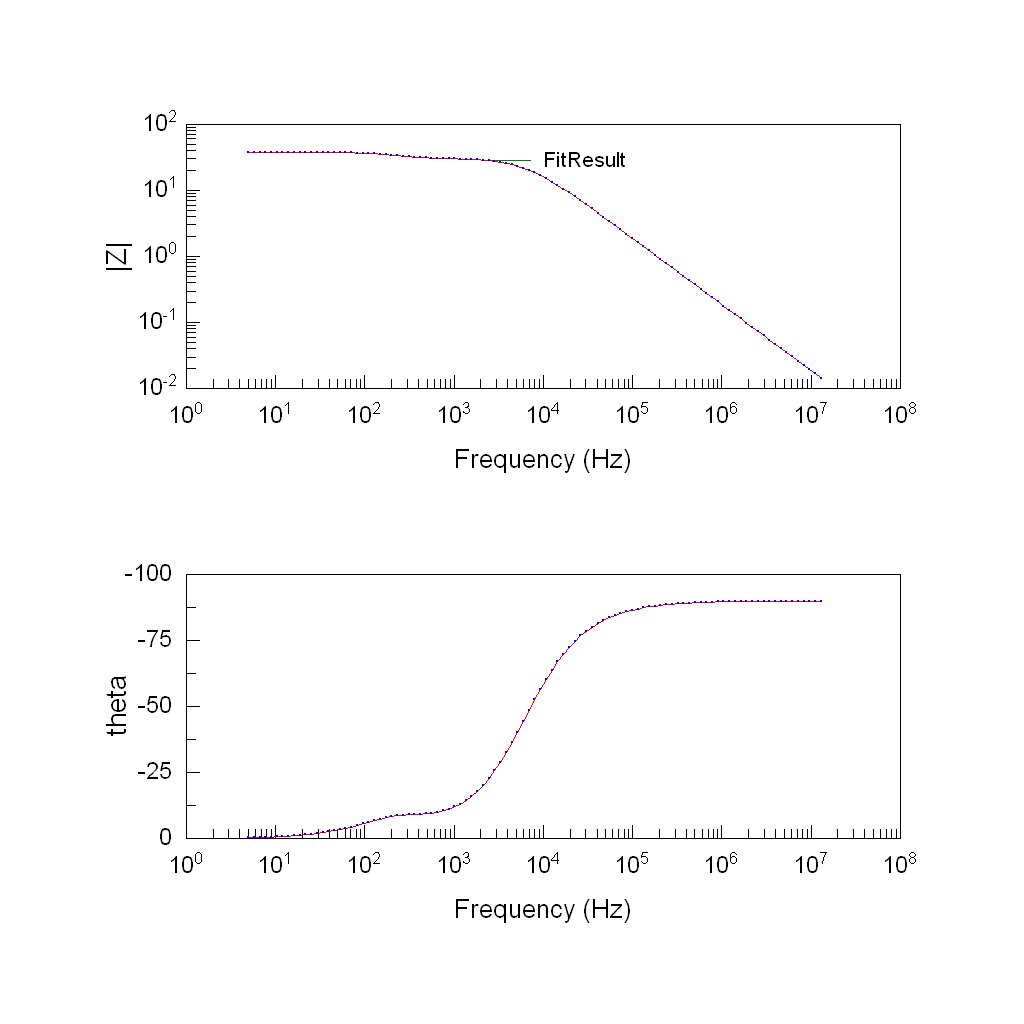 10²
10¹
10⁰
10⁻¹
10⁻²
|Z|
FitResult
10⁰ 10¹ 10² 10³ 10⁴ 10⁵ 10⁶ 10⁷ 10⁸
Frequency (Hz)
-100
-75
-50
-25
0
theta
10⁰ 10¹ 10² 10³ 10⁴ 10⁵ 10⁶ 10⁷ 10⁸
Frequency (Hz)